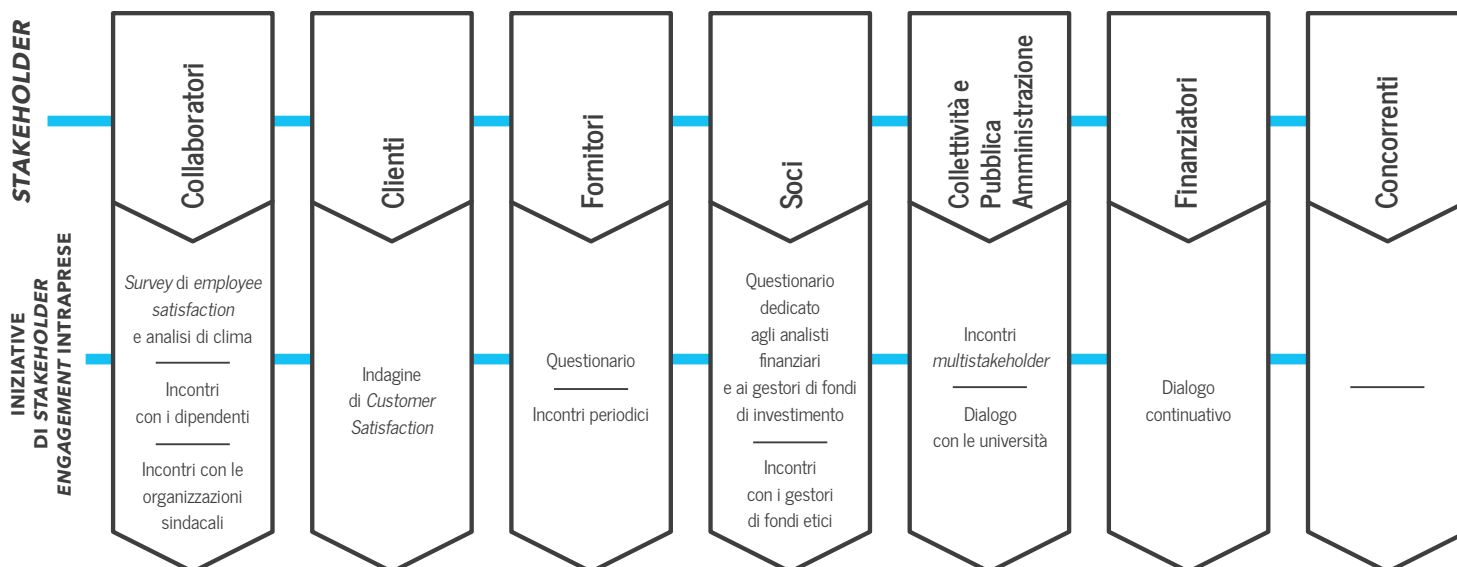 STAKEHOLDER
Collaboratori
Clienti
Fornitori
Soci
Collettività e
Pubblica
Amministrazione
Finanziatori
Concorrenti
INIZIATIVE
DI STAKEHOLDER
ENGAGEMENT INTRAPRESE
Survey di employee
satisfaction
e analisi di clima
Incontri
con i dipendenti
Incontri con le
organizzazioni
sindacali
Indagine
di Customer
Satisfaction
Questionario
Incontri periodici
Questionario
dedicato
agli analisti
finanziari
e ai gestori di fondi
di investimento
Incontri
con i gestori
di fondi etici
Incontri
multistakeholder
Dialogo
con le università
Dialogo
continuativo